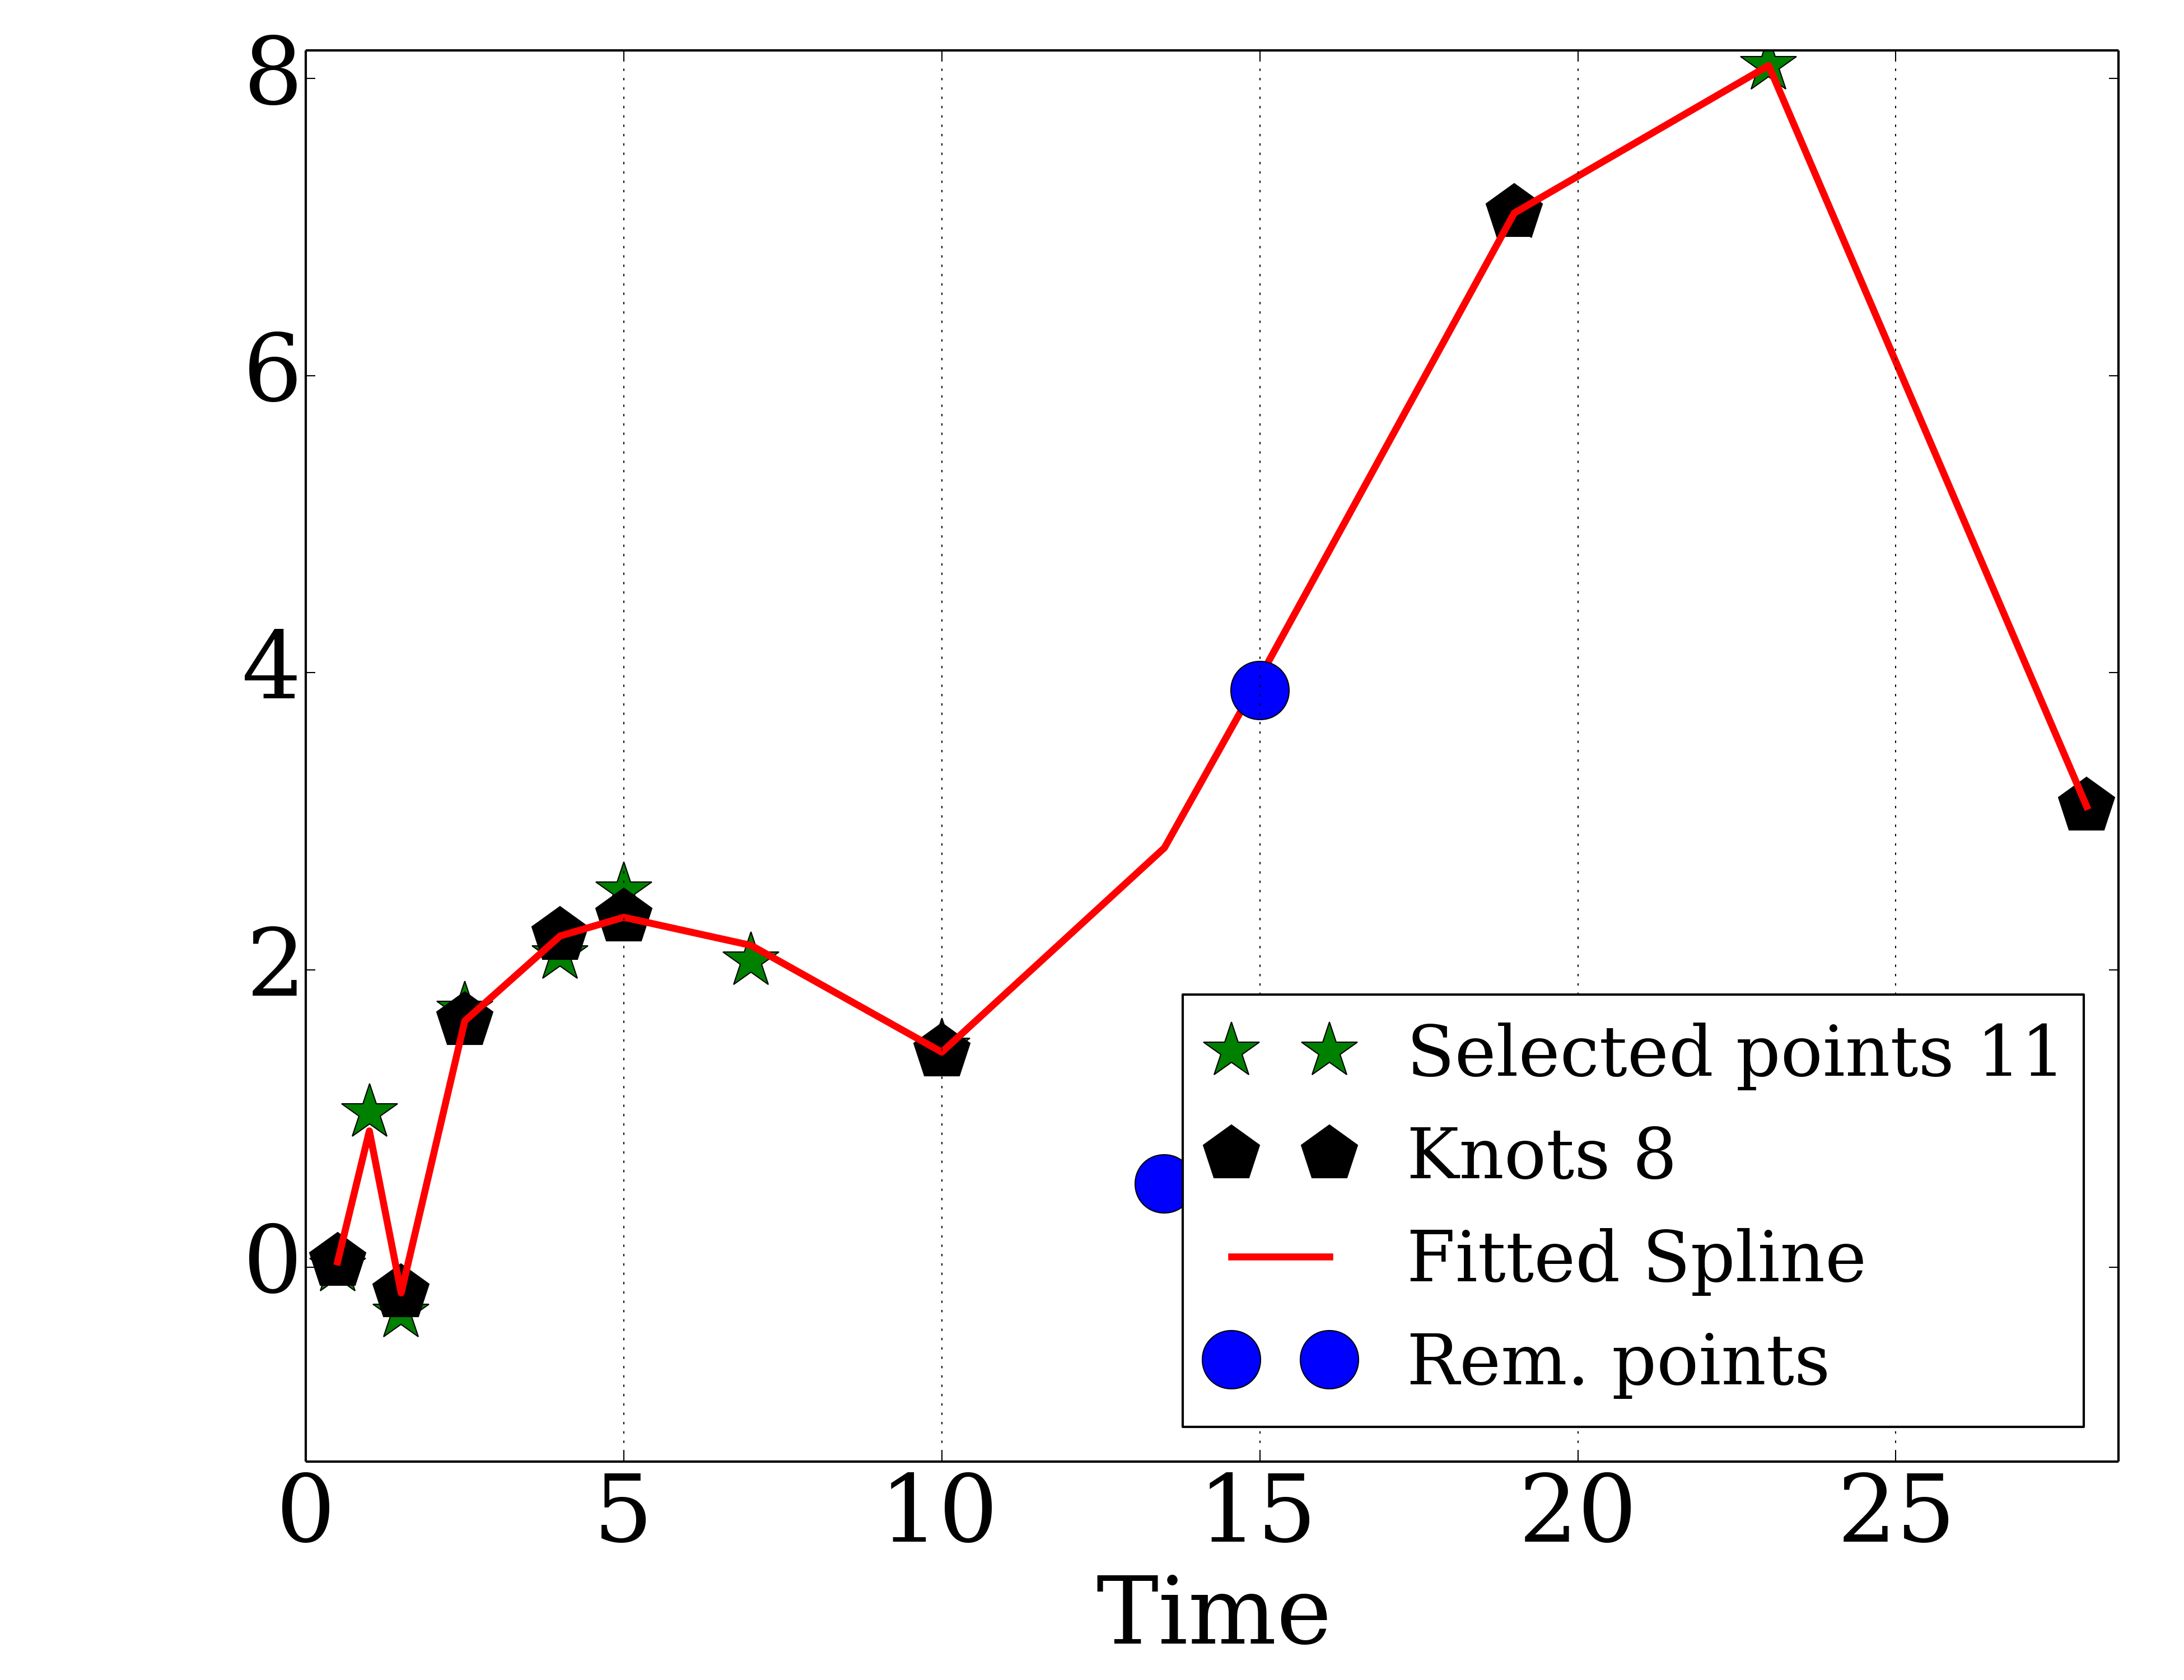 8
6
4
2
0
Selected points 11
Knots 8
Fitted Spline
Rem. points
0 5 10 15 20 25
Time